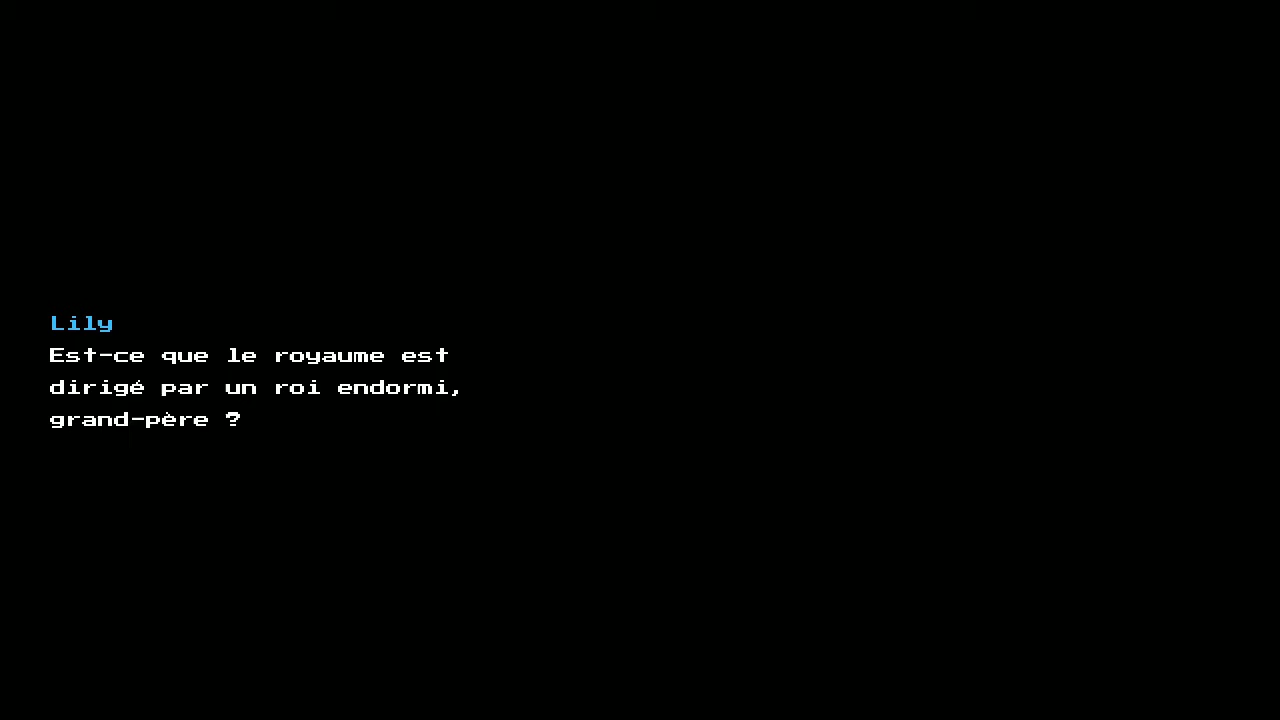 Lily
Est-ce que le royaume est
dirigé par un roi endormi,
grand-père ?